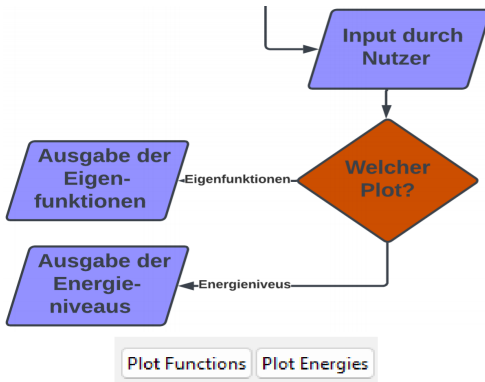 Input durch
Nutzer
Welcher
Plot?
Eigenfunktionen
Ausgabe der
Eigen-
funktionen
Energieniveus
Ausgabe der
Energie-
niveaus
Plot Functions
Plot Energies